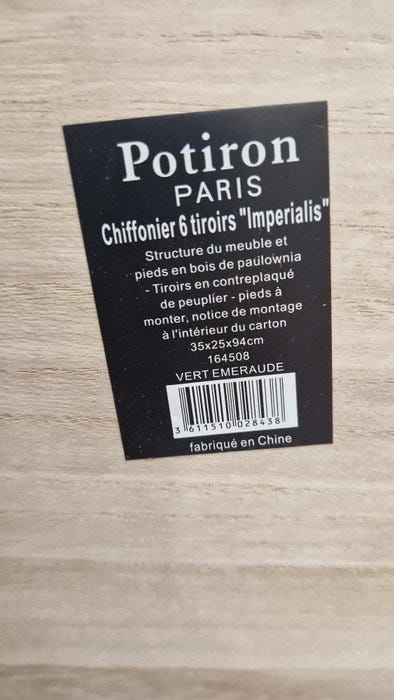 Potiron
PARIS
Chiffonier 6 tiroirs "Imperialis"
Structure du meuble et
pieds en bois de paulownia
- Tiroirs en contreplaqué
de peuplier - pieds à
monter, notice de montage
à l'intérieur du carton
35x25x94cm
164508
VERT EMERAUDE
3 611510 028438
fabriqué en Chine